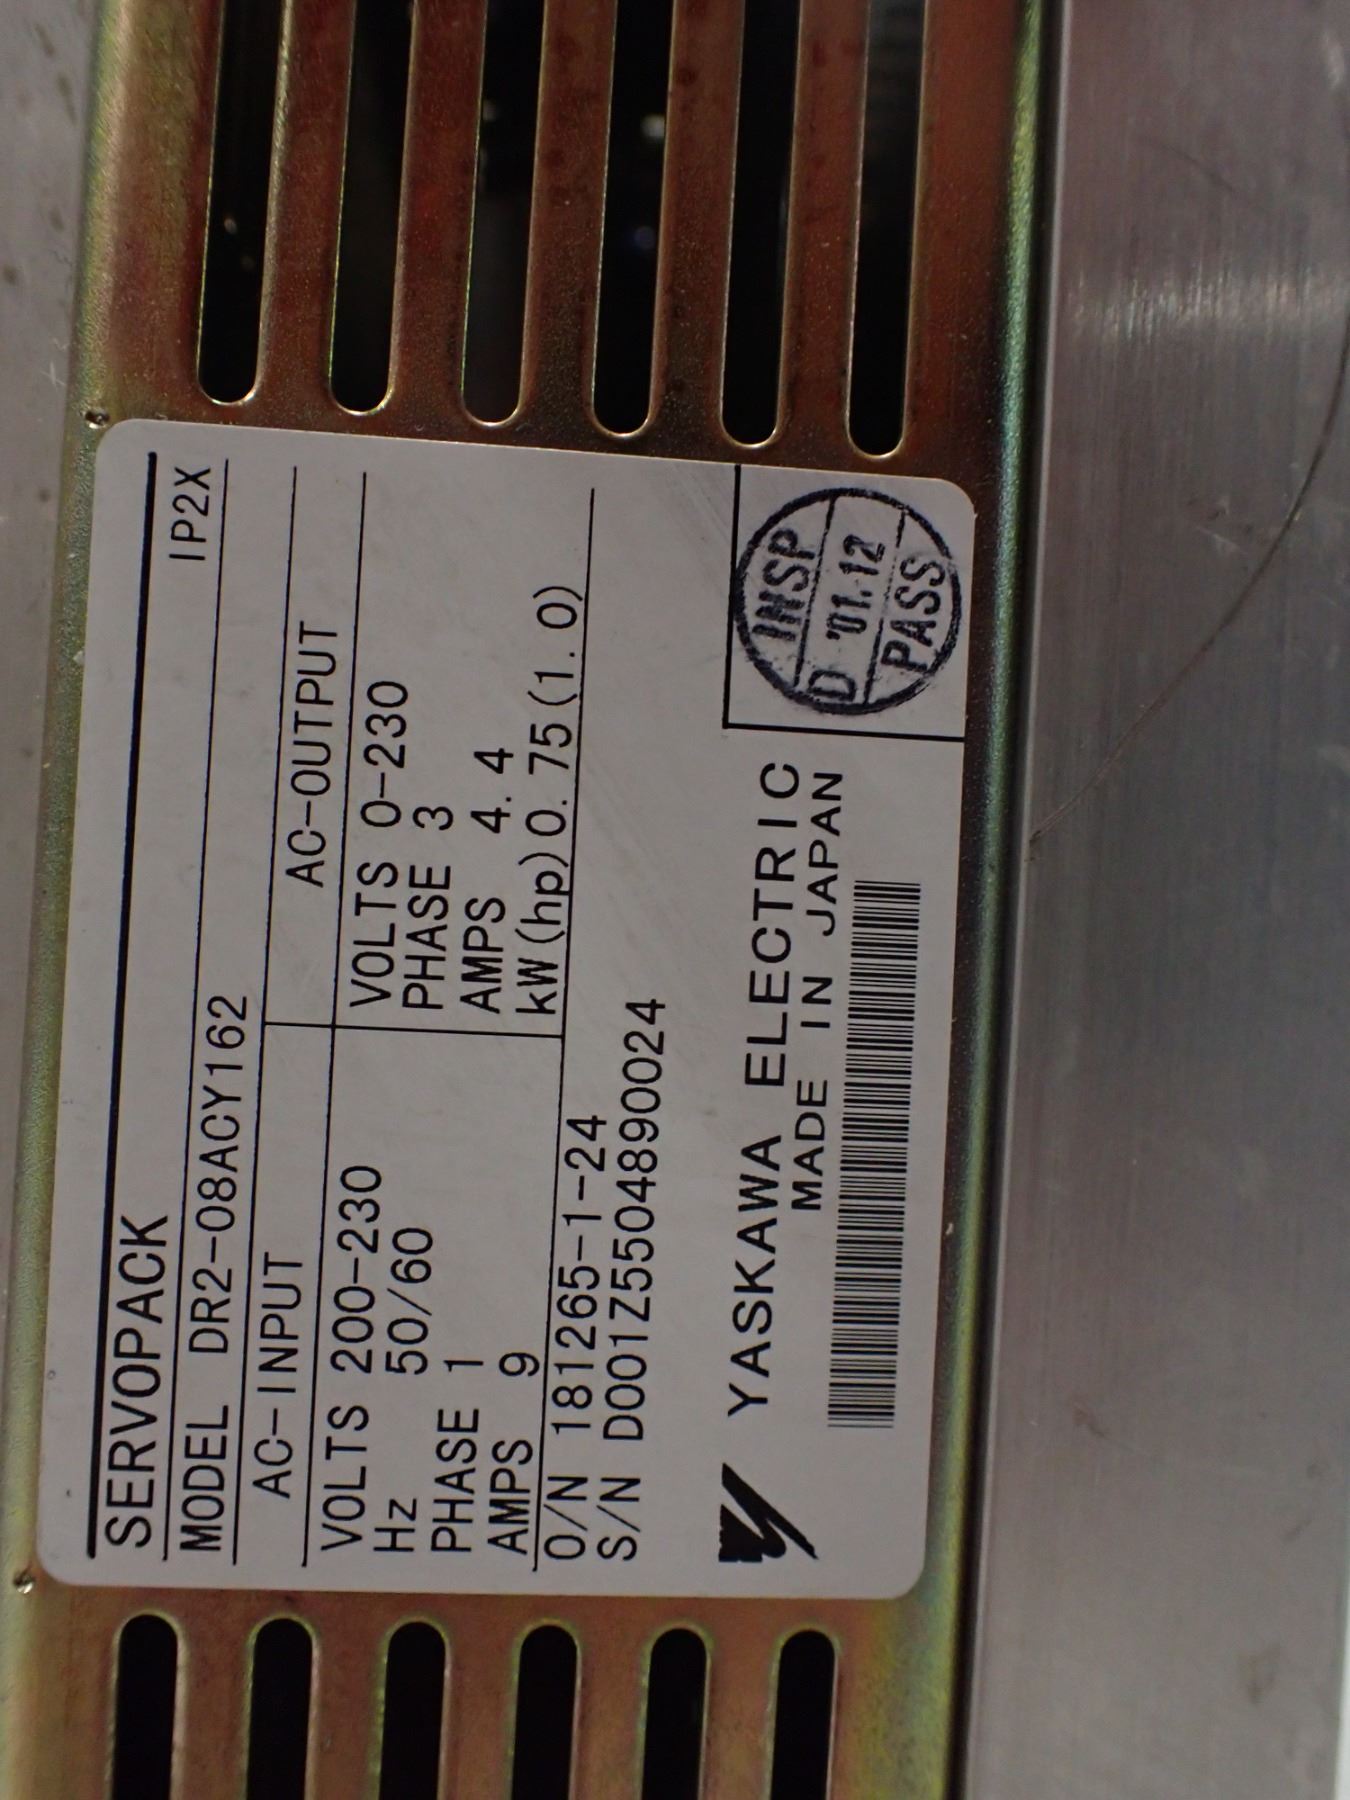 SERVOPACK
IP2X
MODEL DR2-08ACY162
AC-INPUT
AC-OUTPUT
VOLTS 200-230
Hz 50/60
PHASE 1
AMPS 9
VOLTS 0-230
PHASE 3
AMPS 4.4
kW(hp)0.75(1.0)
O/N 181265-1-24
S/N D001Z5504890024
YASKAWA ELECTRIC
MADE IN JAPAN
INSP
D '01.12
PASS